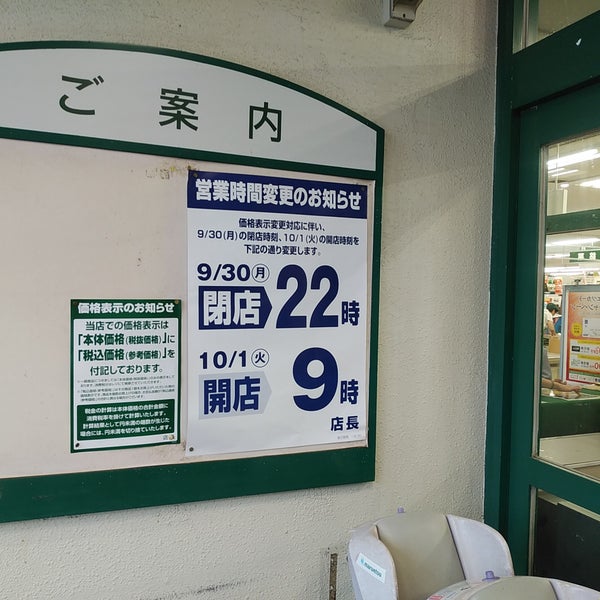 ご案内
営業時間変更のお知らせ
価格表示変更対応に伴い、
9/30(月)の閉店時刻、10/1(火)の開店時刻を
下記の通り変更します。
9/30(月)
閉店 22時
10/1(火)
開店 9時
店長
価格表示のお知らせ
当店での価格表示は
「本体価格(税抜価格)」に
「税込価格(参考価格)」を
付記しております。
税金の計算は本体価格の合計金額に
消費税率を掛けて計算いたします。
計算結果として円未満の端数が生じた
場合には、円未満を切り捨ていたします。
店長
maruetsu